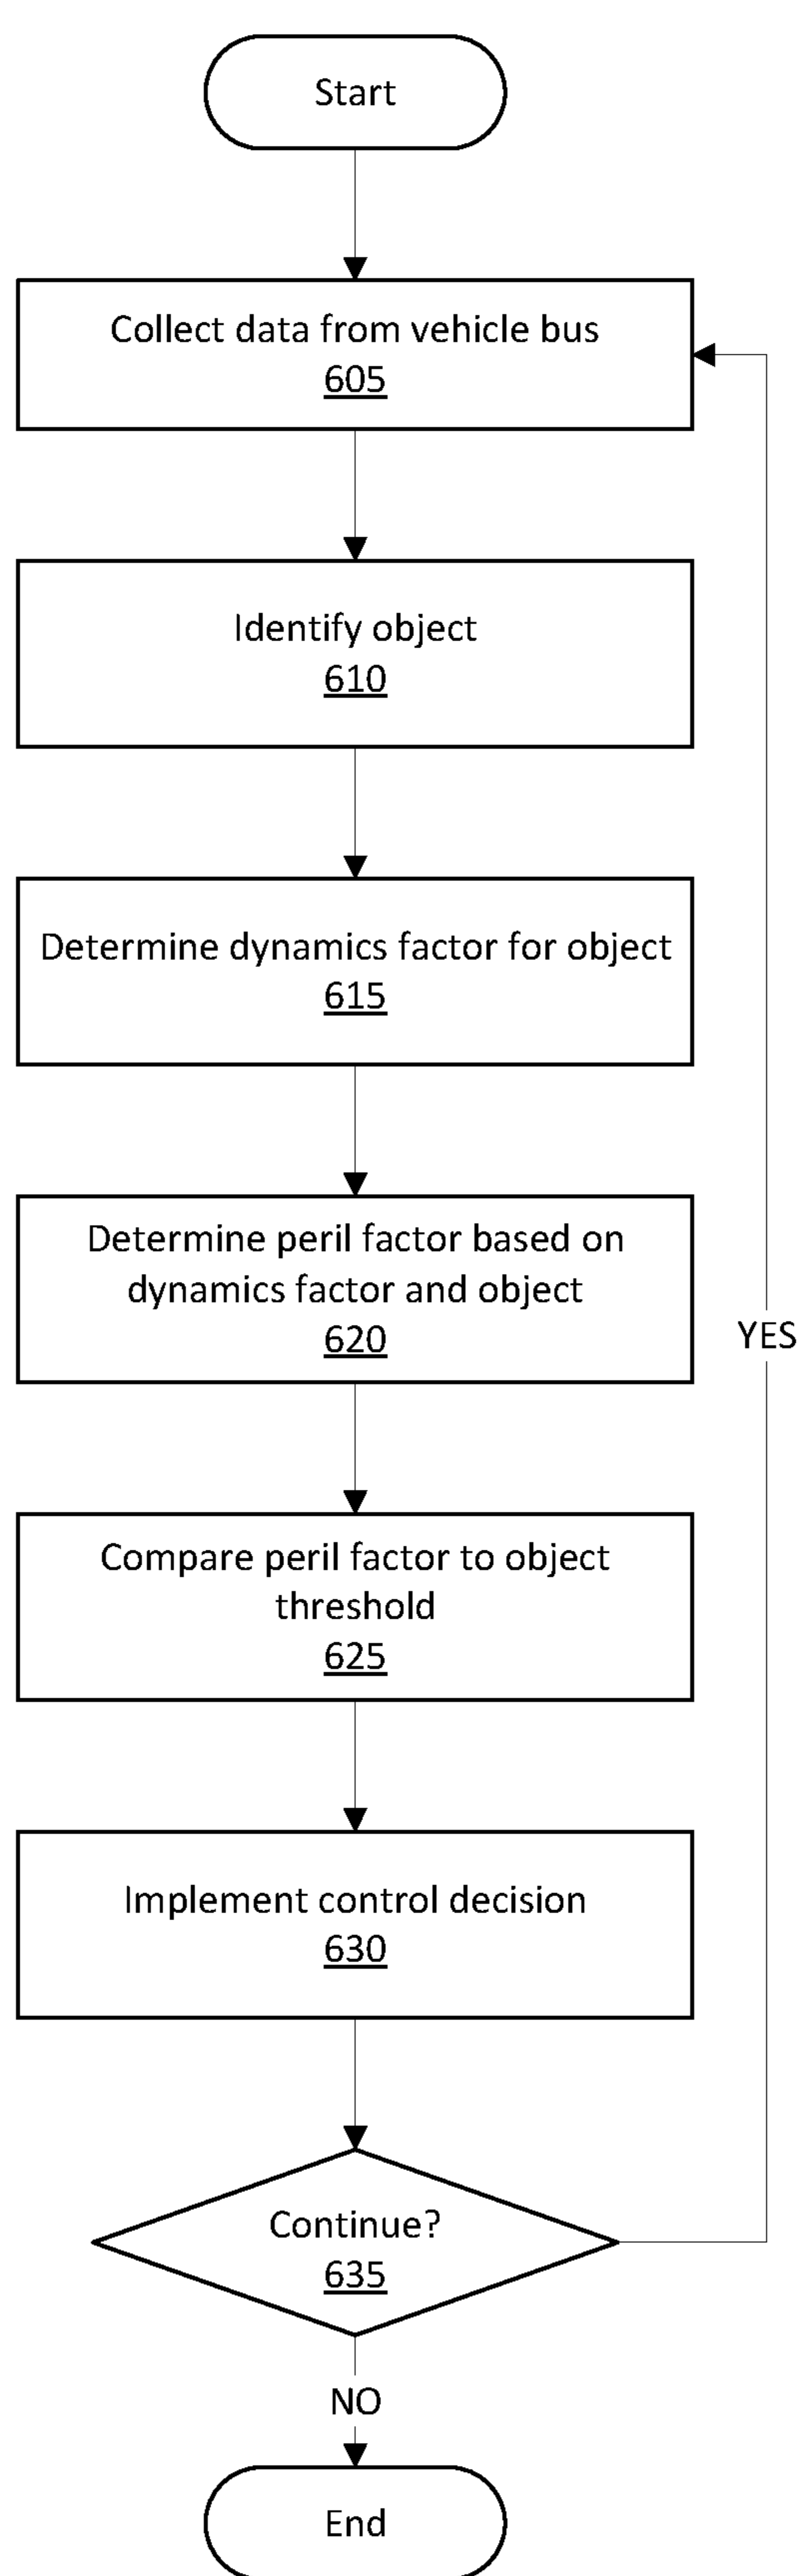 Start
Collect data from vehicle bus
605
Identify object
610
Determine dynamics factor for object
615
Determine peril factor based on
dynamics factor and object
620
YES
Compare peril factor to object
threshold
625
Implement control decision
630
Continue?
635
NO
End